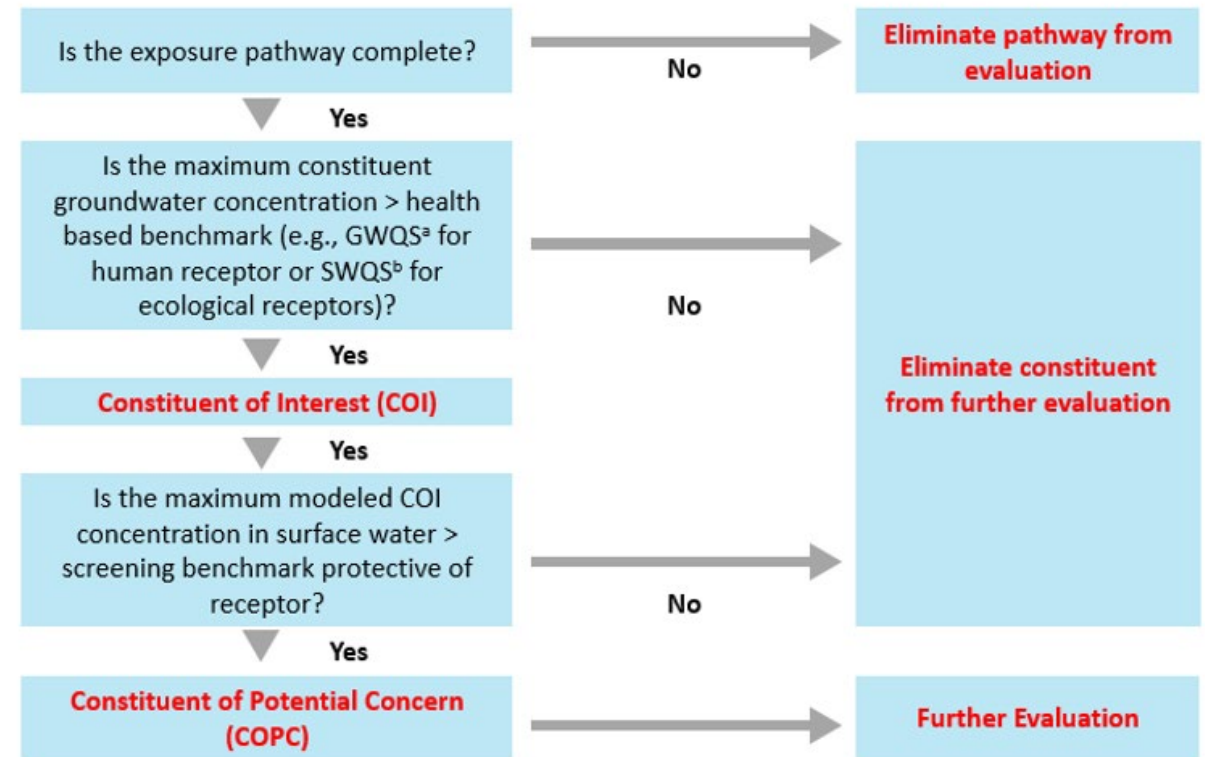 Is the exposure pathway complete?
No
Eliminate pathway from
evaluation
Yes
Is the maximum constituent
groundwater concentration > health
based benchmark (e.g., GWQSᵃ for
human receptor or SWQSᵇ for
ecological receptors)?
No
Eliminate constituent
from further evaluation
Yes
Constituent of Interest (COI)
Yes
Is the maximum modeled COI
concentration in surface water >
screening benchmark protective of
receptor?
No
Yes
Constituent of Potential Concern
(COPC)
Further Evaluation